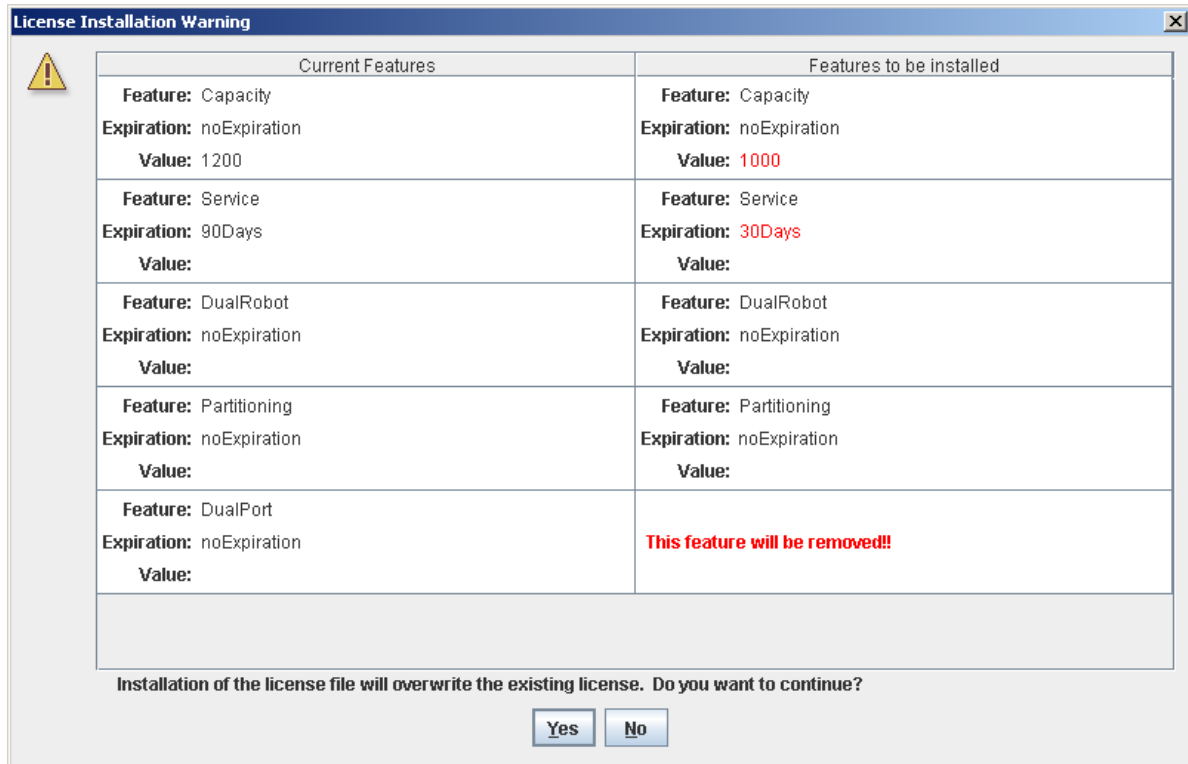 License Installation Warning
Current Features
Features to be installed
Feature: Capacity
Expiration: noExpiration
Value: 1200
Feature: Capacity
Expiration: noExpiration
Value: 1000
Feature: Service
Expiration: 90Days
Value:
Feature: Service
Expiration: 30Days
Value:
Feature: DualRobot
Expiration: noExpiration
Value:
Feature: DualRobot
Expiration: noExpiration
Value:
Feature: Partitioning
Expiration: noExpiration
Value:
Feature: Partitioning
Expiration: noExpiration
Value:
Feature: DualPort
Expiration: noExpiration
Value:
This feature will be removed!!
Installation of the license file will overwrite the existing license. Do you want to continue?
Yes
No